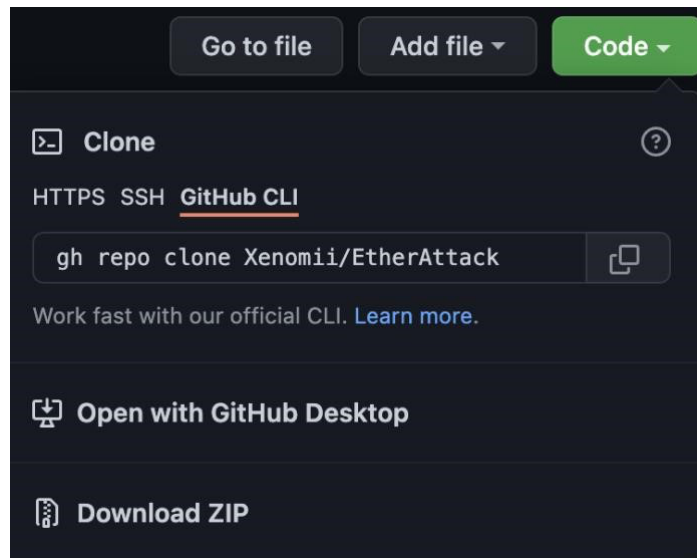 Go to file Add file Code
Clone
HTTPS SSH GitHub CLI
gh repo clone Xenomii/EtherAttack
Work fast with our official CLI. Learn more.
Open with GitHub Desktop
Download ZIP